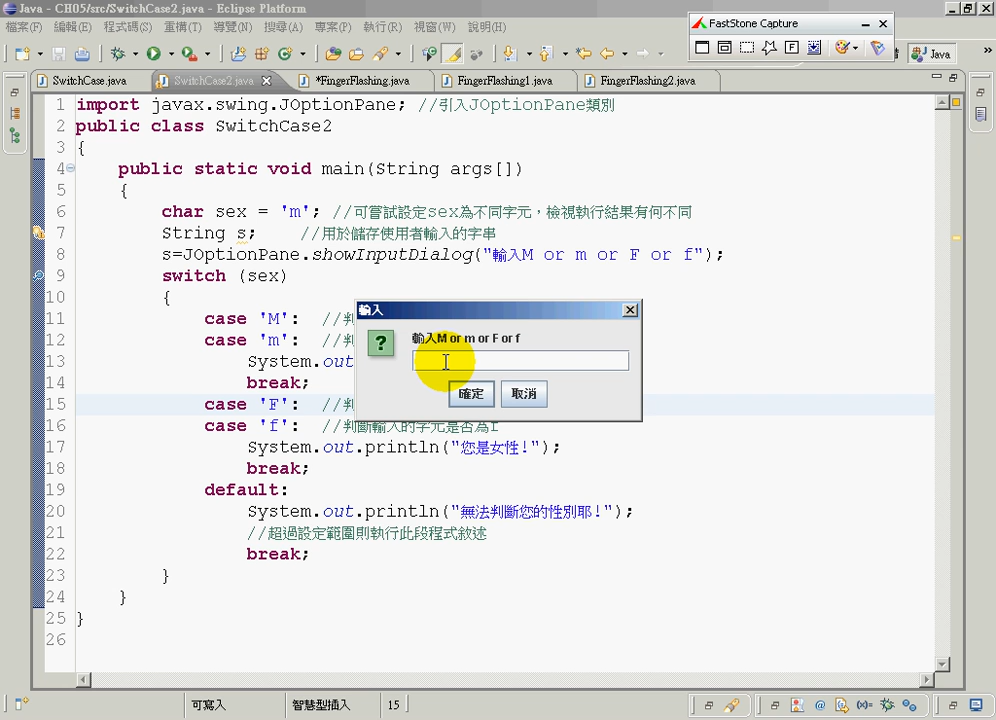 Java - CH05/src/SwitchCase2.java - Eclipse Platform
檔案(F) 編輯(E) 程式碼(S) 重構(T) 導覽(N) 搜尋(A) 專案(P) 執行(R) 視窗(W) 說明(H)
FastStone Capture
Java
SwitchCase.java SwitchCase2.java *FingerFlashing.java FingerFlashing1.java FingerFlashing2.java
1 import javax.swing.JOptionPane; //引入JOptionPane類別
2 public class SwitchCase2
3 {
4 public static void main(String args[])
5 {
6 char sex = 'm'; //可嘗試設定sex為不同字元，檢視執行結果有何不同
7 String s; //用於儲存使用者輸入的字串
8 s=JOptionPane.showInputDialog("輸入M or m or F or f");
9 switch (sex)
10 {
11 case 'M': //判
12 case 'm': //判
13 System.out
14 break;
15 case 'F': //判
16 case 'f': //判斷輸入的字元是否為f
17 System.out.println("您是女性!");
18 break;
19 default:
20 System.out.println("無法判斷您的性別耶!");
21 //超過設定範圍則執行此段程式敘述
22 break;
23 }
24 }
25 }
26
輸入
輸入M or m or F or f
確定 取消
可寫入 智慧型插入 15